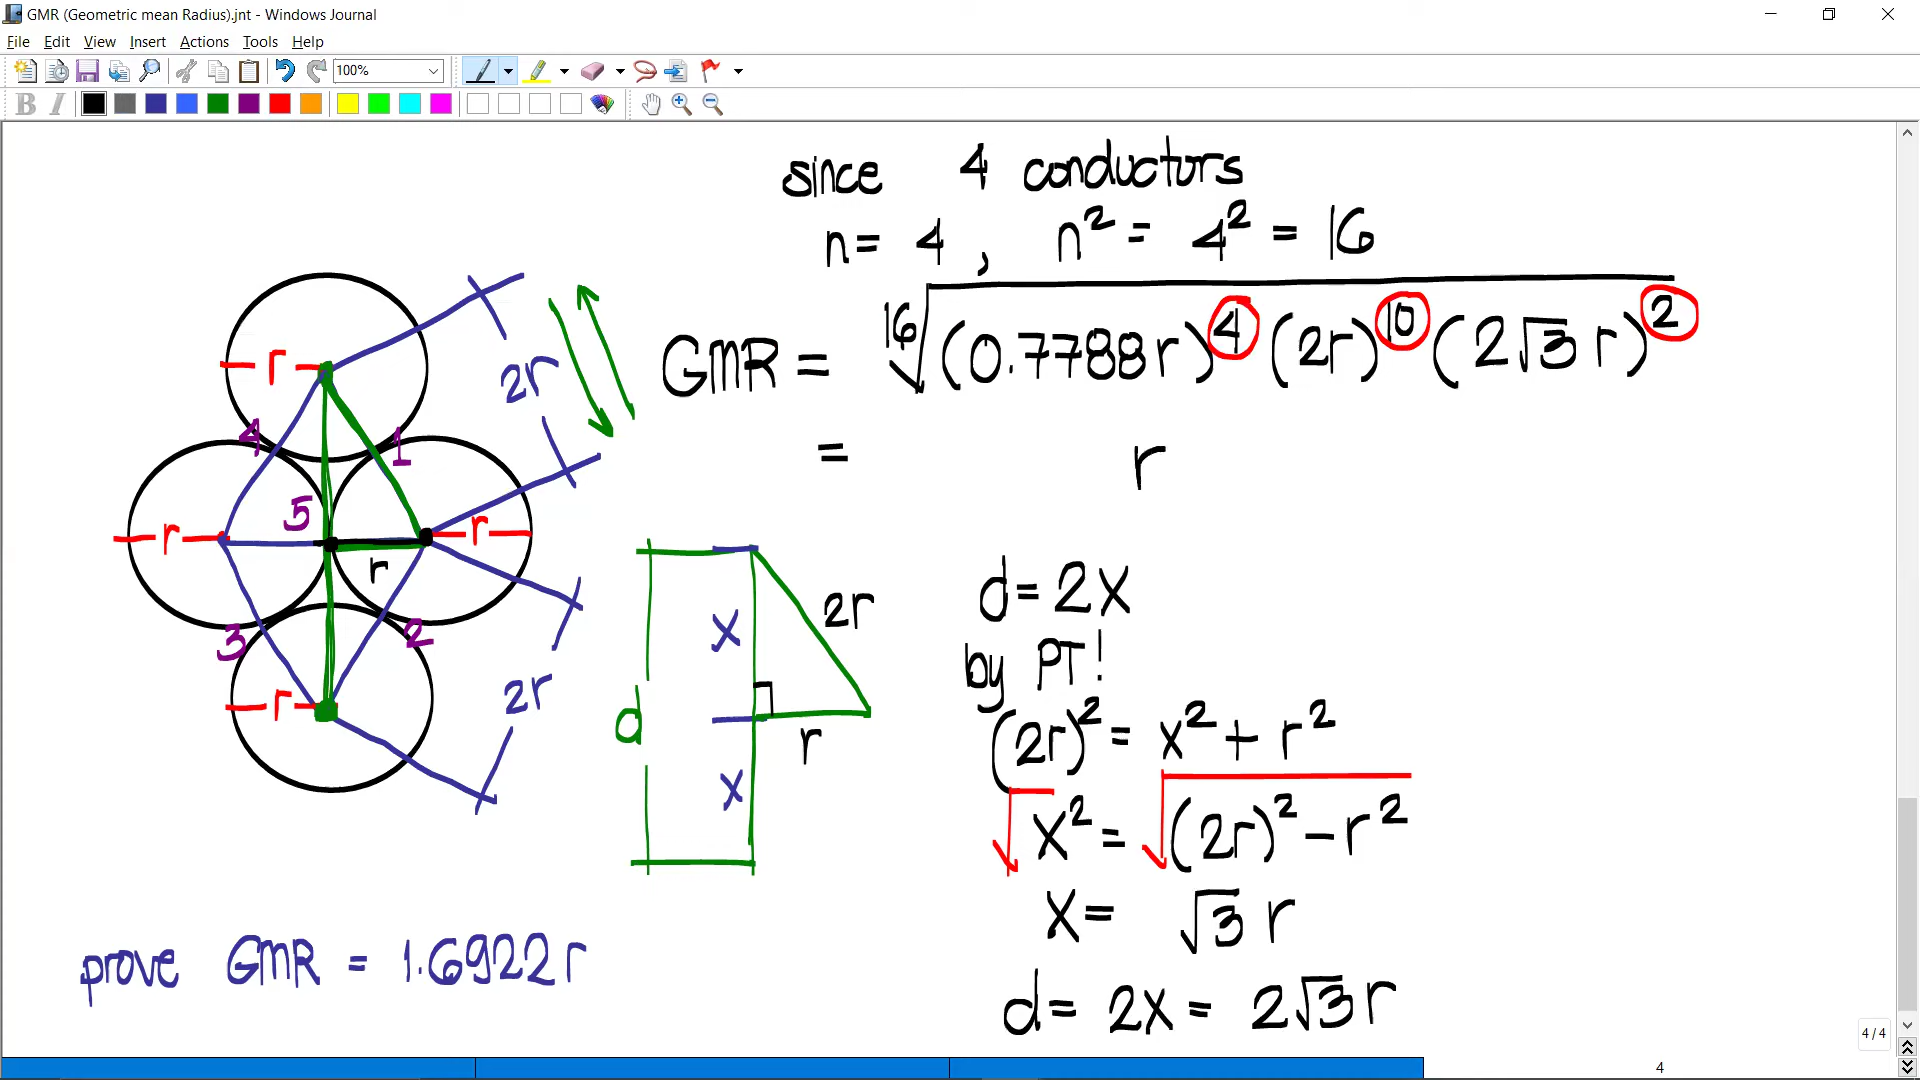 GMR (Geometric mean Radius).jnt - Windows Journal
File Edit View Insert Actions Tools Help
100%
B I
since 4 conductors
n = 4 , n² = 4² = 16
GMR = ¹⁶√(0.7788r)⁴ (2r)¹⁰ (2√3 r)²
= r
r
2r
4
1
5
r
r
r
3
2
r
2r
x
2r
d
r
x
d = 2x
by PT!
(2r)² = x² + r²
√x² = √(2r)² - r²
x = √3 r
d = 2x = 2√3 r
prove GMR = 1.6922 r
4 / 4
4